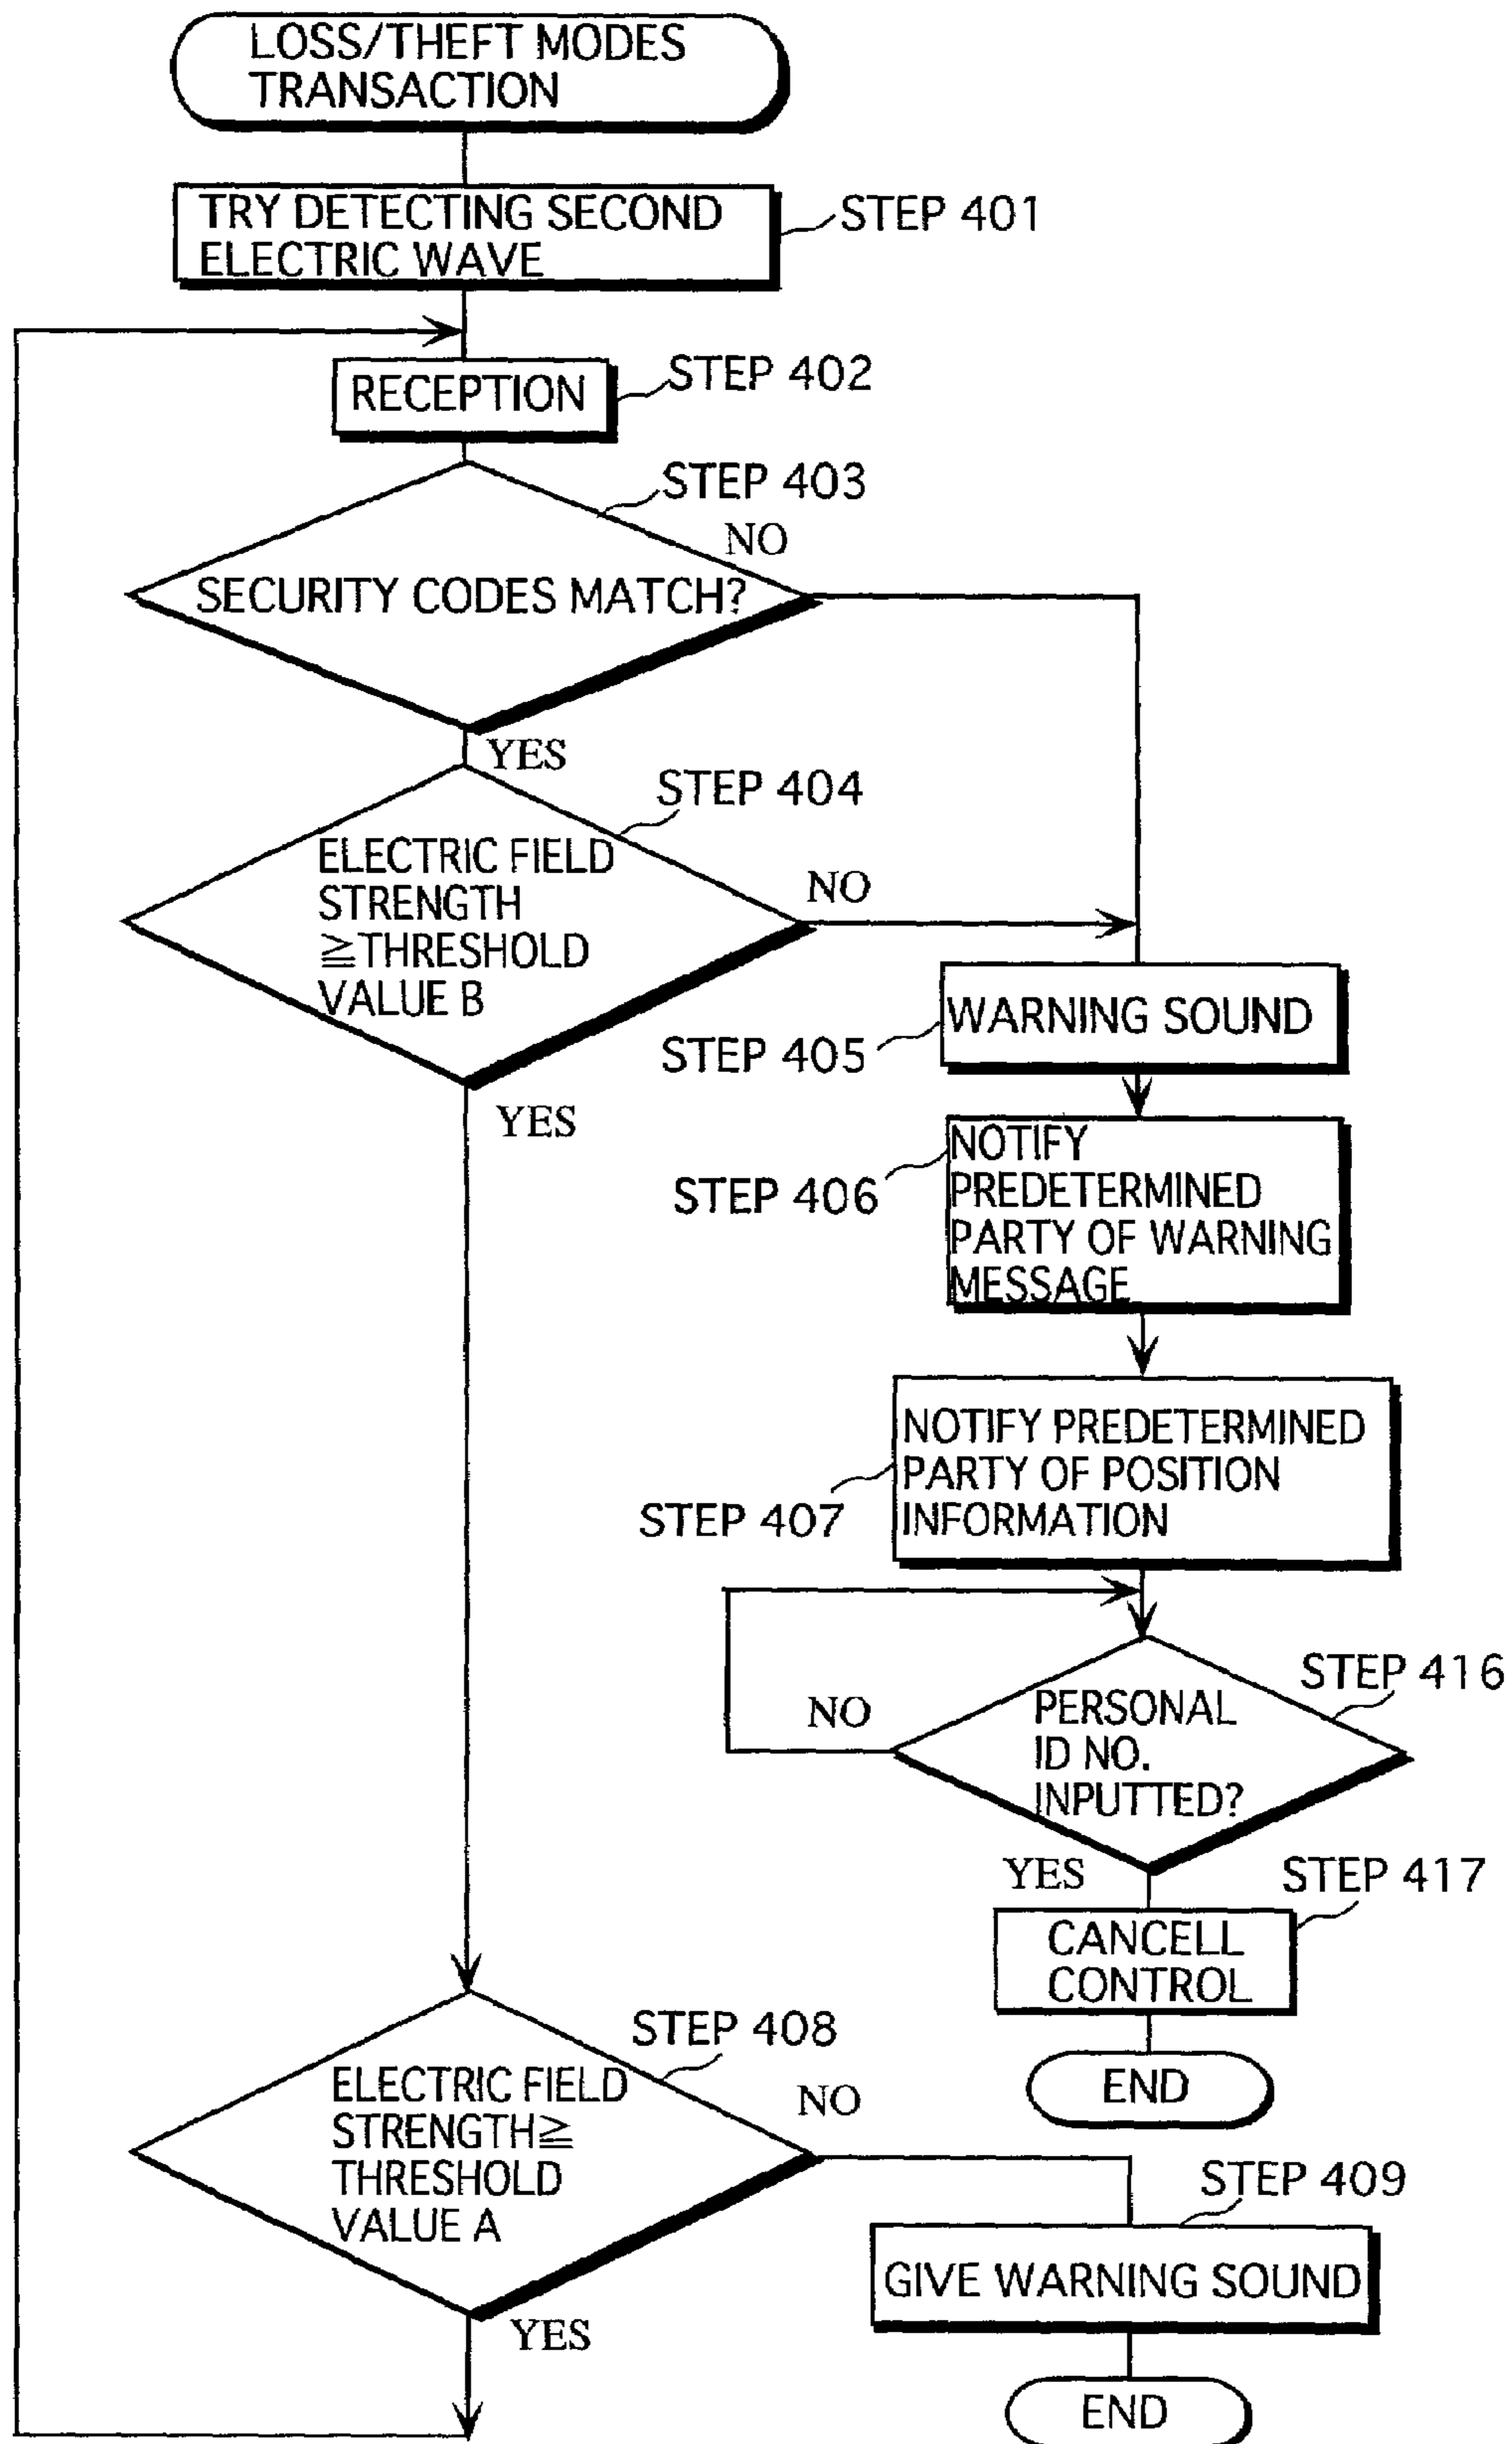 LOSS/THEFT MODES
TRANSACTION
TRY DETECTING SECOND
ELECTRIC WAVE
STEP 401
RECEPTION
STEP 402
STEP 403
NO
SECURITY CODES MATCH?
YES
STEP 404
ELECTRIC FIELD
STRENGTH
≧THRESHOLD
VALUE B
NO
YES
WARNING SOUND
STEP 405
NOTIFY
PREDETERMINED
PARTY OF WARNING
MESSAGE
STEP 406
NOTIFY PREDETERMINED
PARTY OF POSITION
INFORMATION
STEP 407
STEP 416
NO
PERSONAL
ID NO.
INPUTTED?
YES
STEP 417
CANCELL
CONTROL
END
STEP 408
ELECTRIC FIELD
STRENGTH≧
THRESHOLD
VALUE A
NO
YES
STEP 409
GIVE WARNING SOUND
END